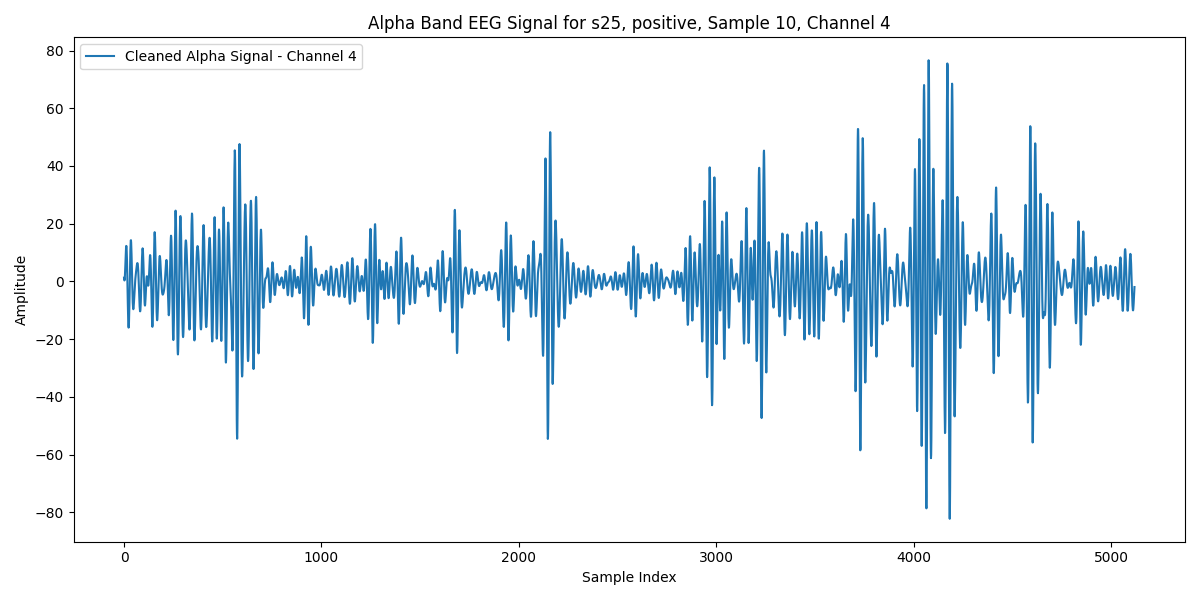 Alpha Band EEG Signal for s25, positive, Sample 10, Channel 4
Cleaned Alpha Signal - Channel 4
80
60
40
20
0
−20
−40
−60
−80
Amplitude
0 1000 2000 3000 4000 5000
Sample Index